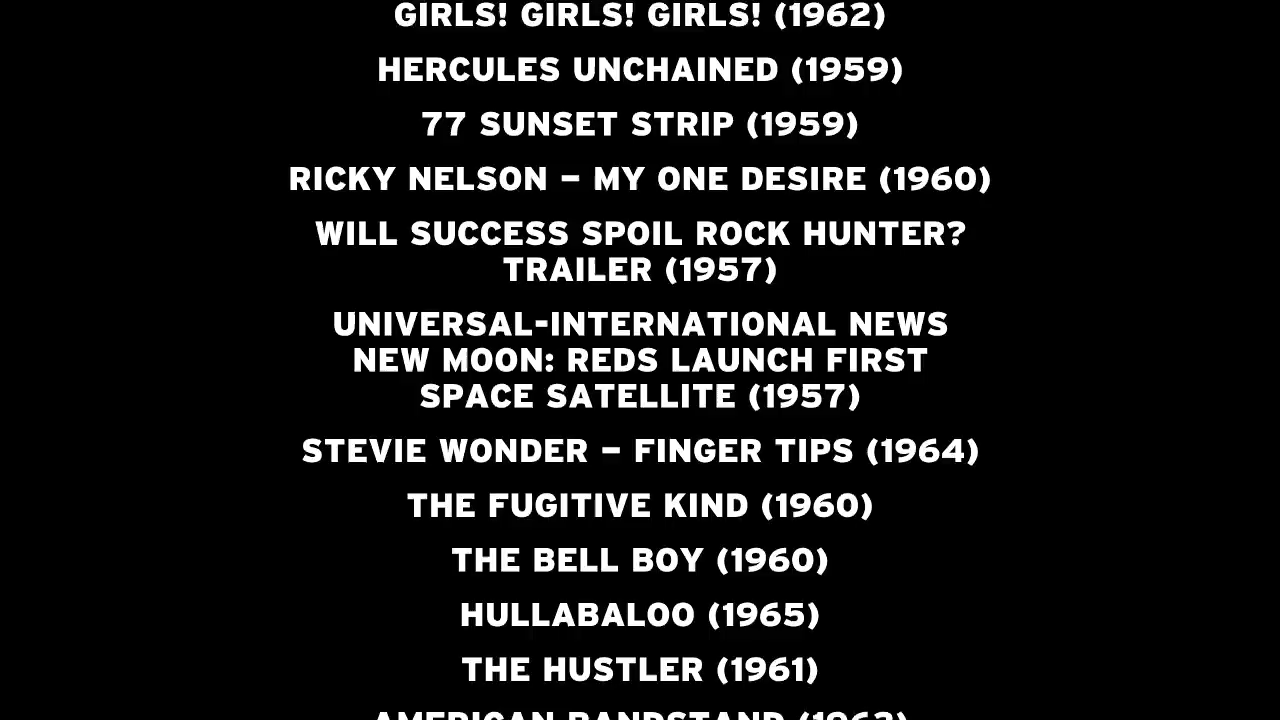 GIRLS! GIRLS! GIRLS! (1962)
HERCULES UNCHAINED (1959)
77 SUNSET STRIP (1959)
RICKY NELSON – MY ONE DESIRE (1960)
WILL SUCCESS SPOIL ROCK HUNTER?
TRAILER (1957)
UNIVERSAL-INTERNATIONAL NEWS
NEW MOON: REDS LAUNCH FIRST
SPACE SATELLITE (1957)
STEVIE WONDER – FINGER TIPS (1964)
THE FUGITIVE KIND (1960)
THE BELL BOY (1960)
HULLABALOO (1965)
THE HUSTLER (1961)
AMERICAN BANDSTAND